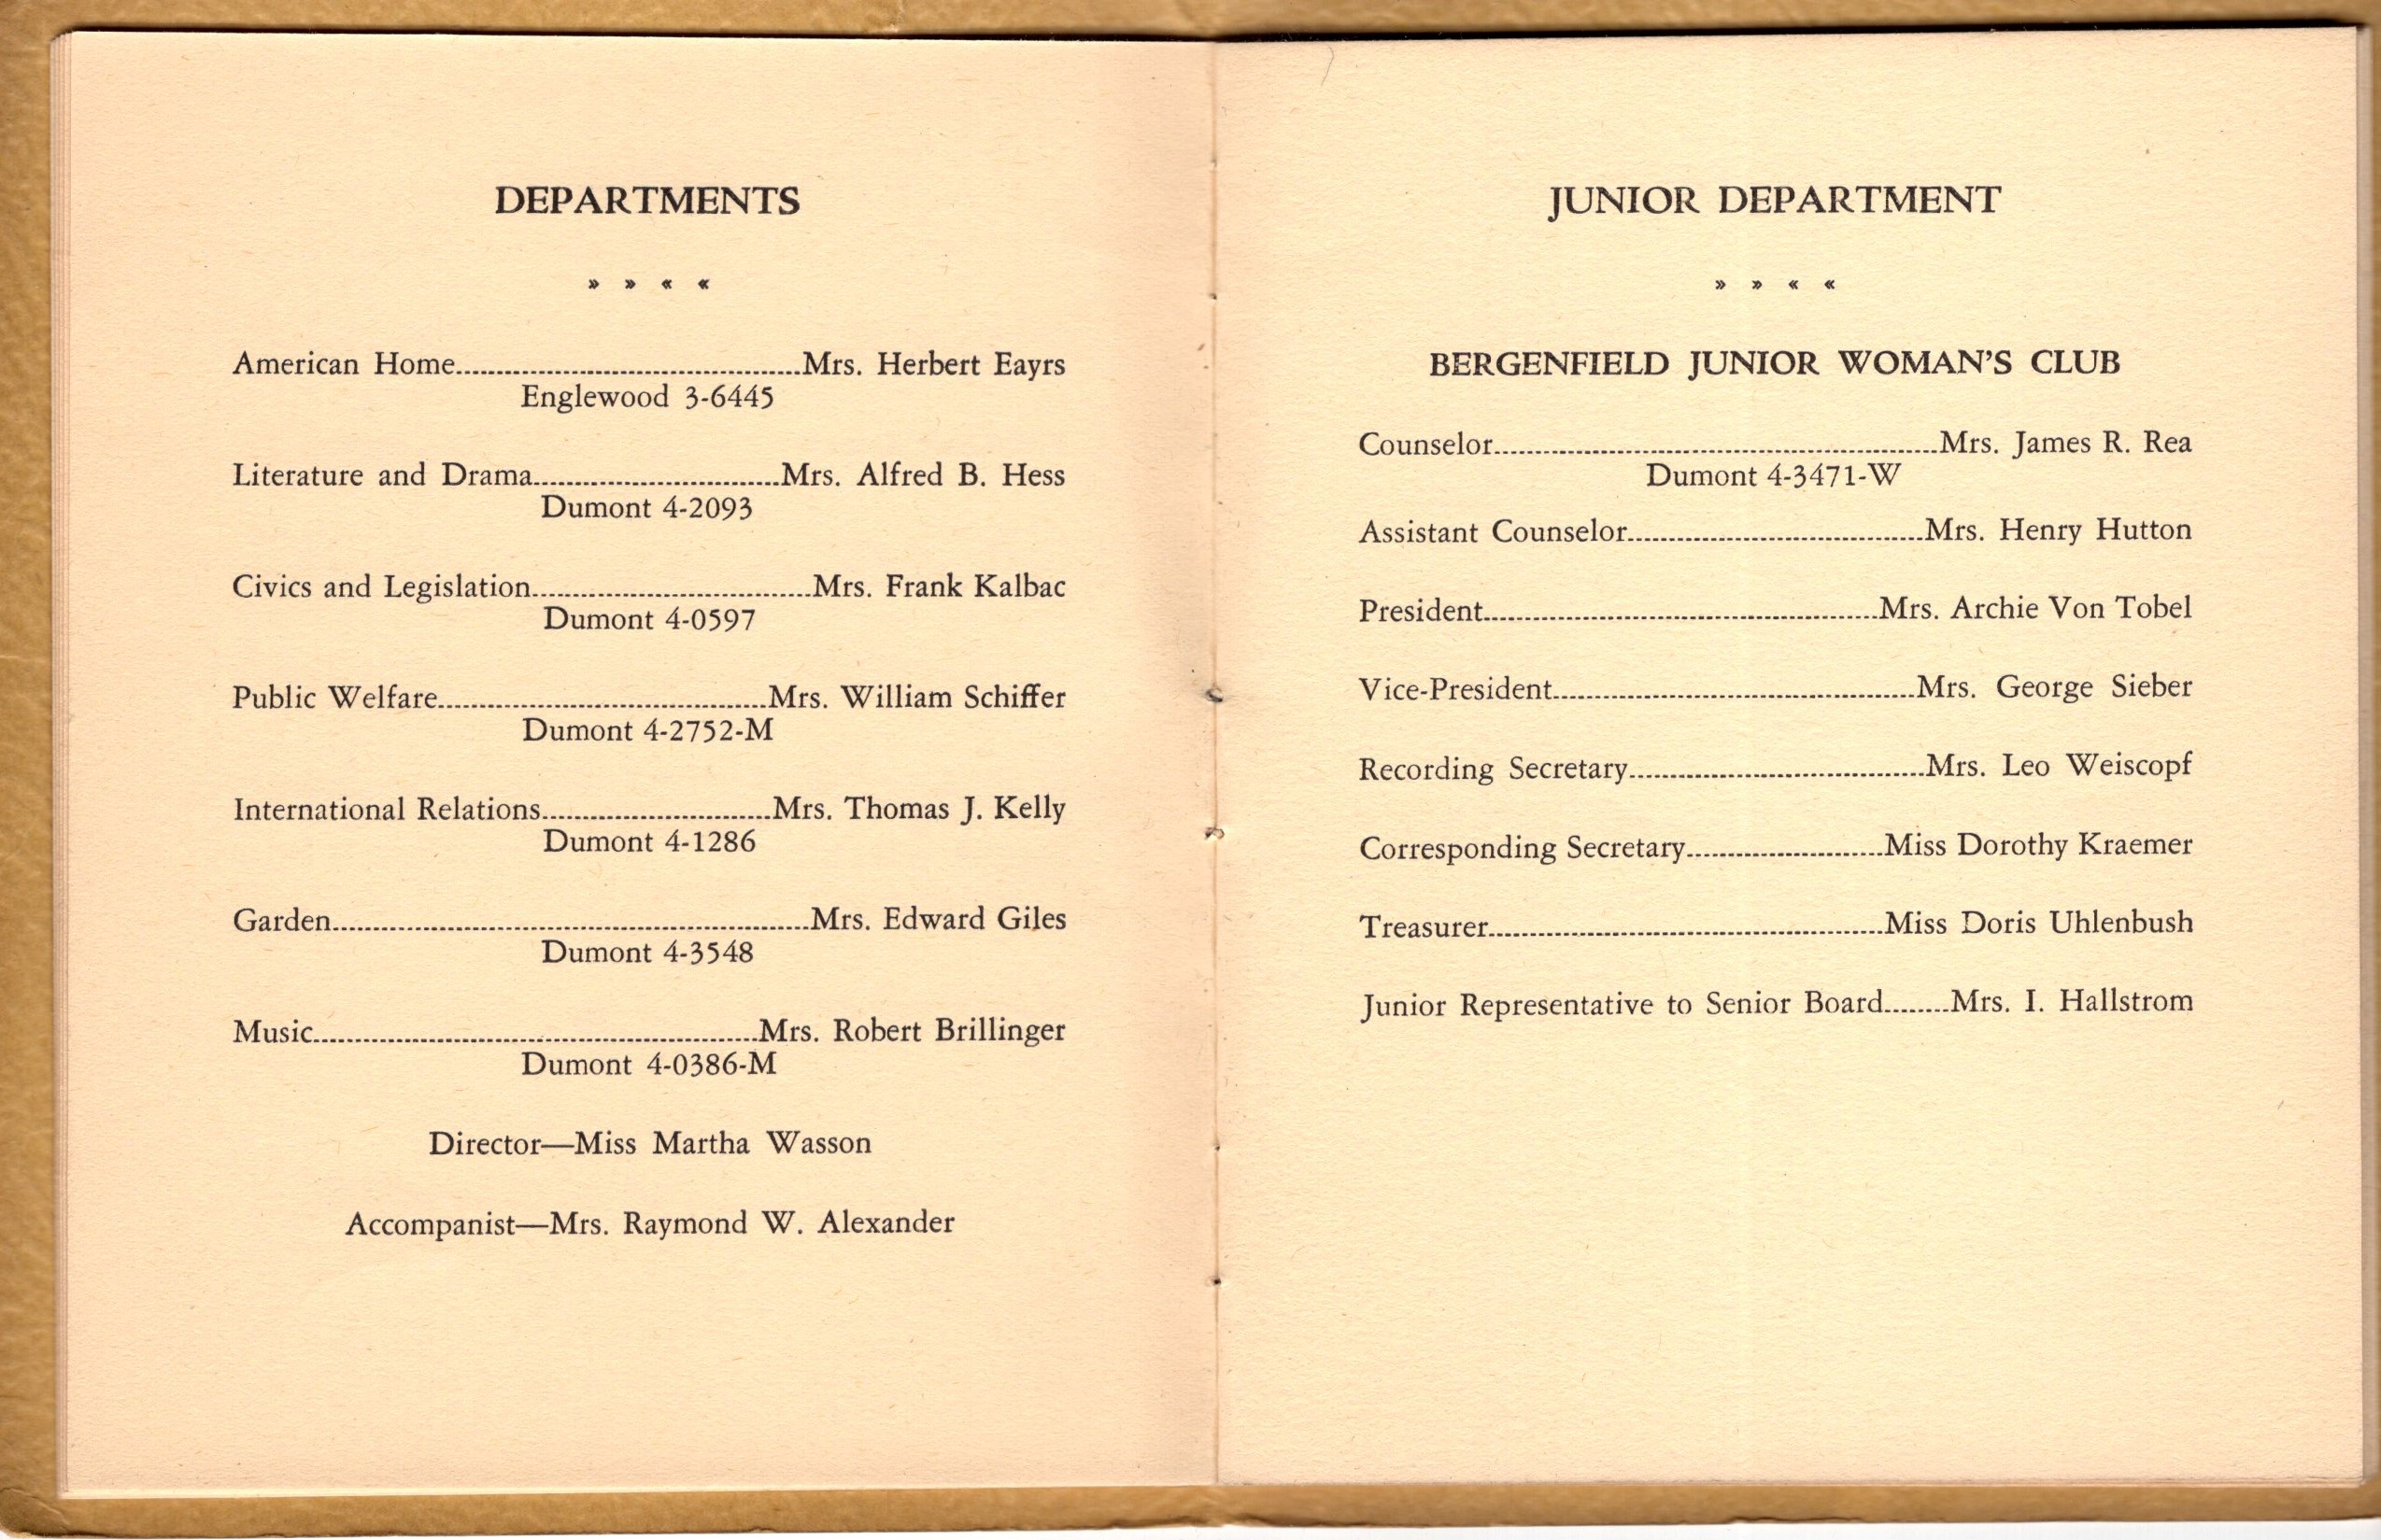 DEPARTMENTS
» » « «
American Home........................................Mrs. Herbert Eayrs
Englewood 3-6445
Literature and Drama.............................Mrs. Alfred B. Hess
Dumont 4-2093
Civics and Legislation.................................Mrs. Frank Kalbac
Dumont 4-0597
Public Welfare.......................................Mrs. William Schiffer
Dumont 4-2752-M
International Relations...........................Mrs. Thomas J. Kelly
Dumont 4-1286
Garden.........................................................Mrs. Edward Giles
Dumont 4-3548
Music.....................................................Mrs. Robert Brillinger
Dumont 4-0386-M
Director—Miss Martha Wasson
Accompanist—Mrs. Raymond W. Alexander
JUNIOR DEPARTMENT
» » « «
BERGENFIELD JUNIOR WOMAN'S CLUB
Counselor.....................................................Mrs. James R. Rea
Dumont 4-3471-W
Assistant Counselor...................................Mrs. Henry Hutton
President...............................................Mrs. Archie Von Tobel
Vice-President...........................................Mrs. George Sieber
Recording Secretary...................................Mrs. Leo Weiscopf
Corresponding Secretary.......................Miss Dorothy Kraemer
Treasurer...............................................Miss Doris Uhlenbush
Junior Representative to Senior Board........Mrs. I. Hallstrom